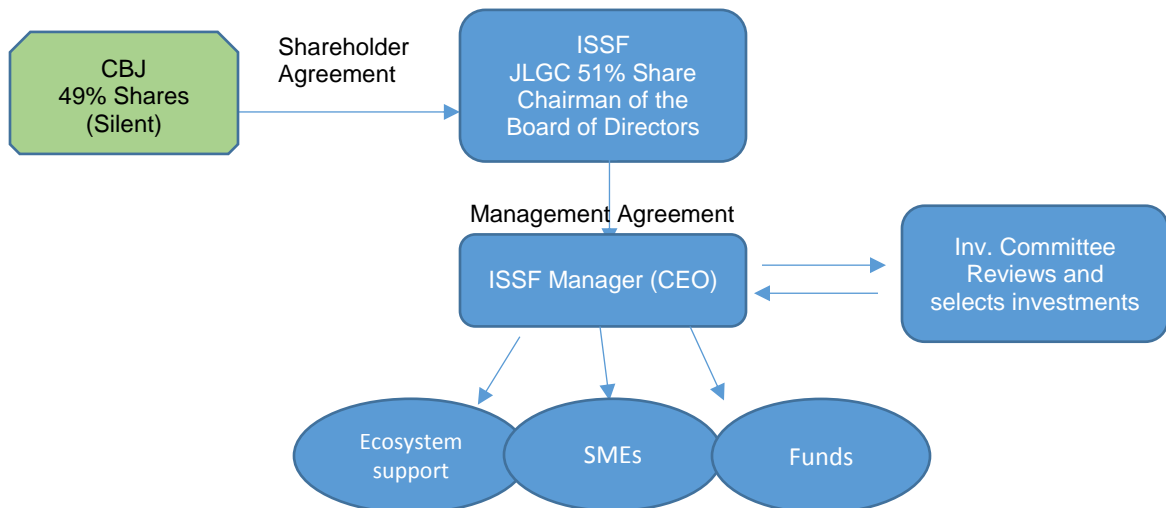 CBJ
49% Shares
(Silent)
Shareholder
Agreement
ISSF
JLGC 51% Share
Chairman of the
Board of Directors
Management Agreement
ISSF Manager (CEO)
Inv. Committee
Reviews and
selects investments
Ecosystem
support
SMEs
Funds